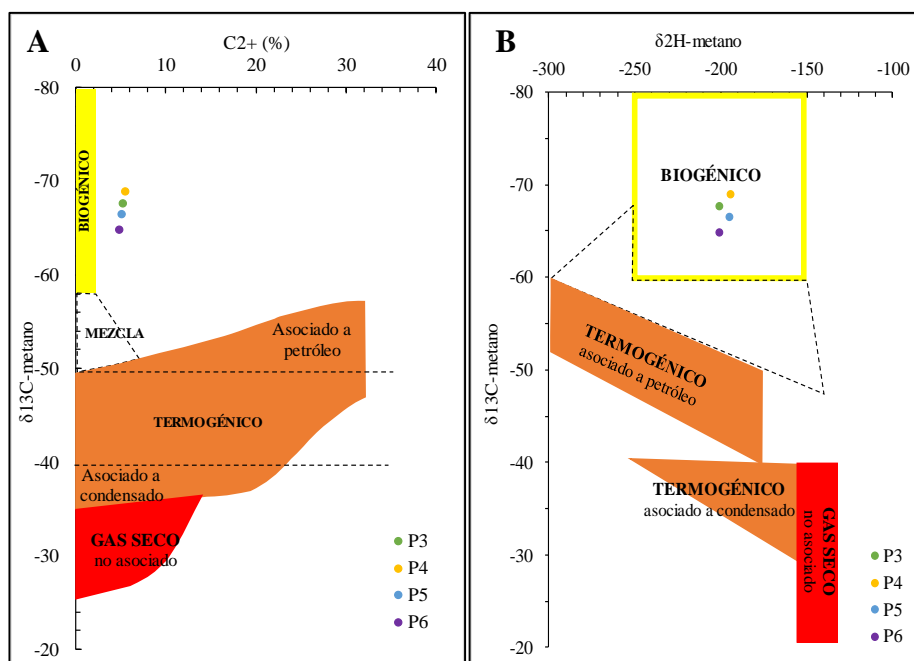 A
C2+ (%)
0 10 20 30 40
-80
-70
-60
-50
-40
-30
-20
δ13C-metano
BIOGÉNICO
MEZCLA
Asociado a
petróleo
TERMOGÉNICO
Asociado a
condensado
GAS SECO
no asociado
P3
P4
P5
P6
B
δ2H-metano
-300 -250 -200 -150 -100
-80
-70
-60
-50
-40
-30
-20
δ13C-metano
BIOGÉNICO
TERMOGÉNICO
asociado a petróleo
TERMOGÉNICO
asociado a condensado
GAS SECO
no asociado
P3
P4
P5
P6